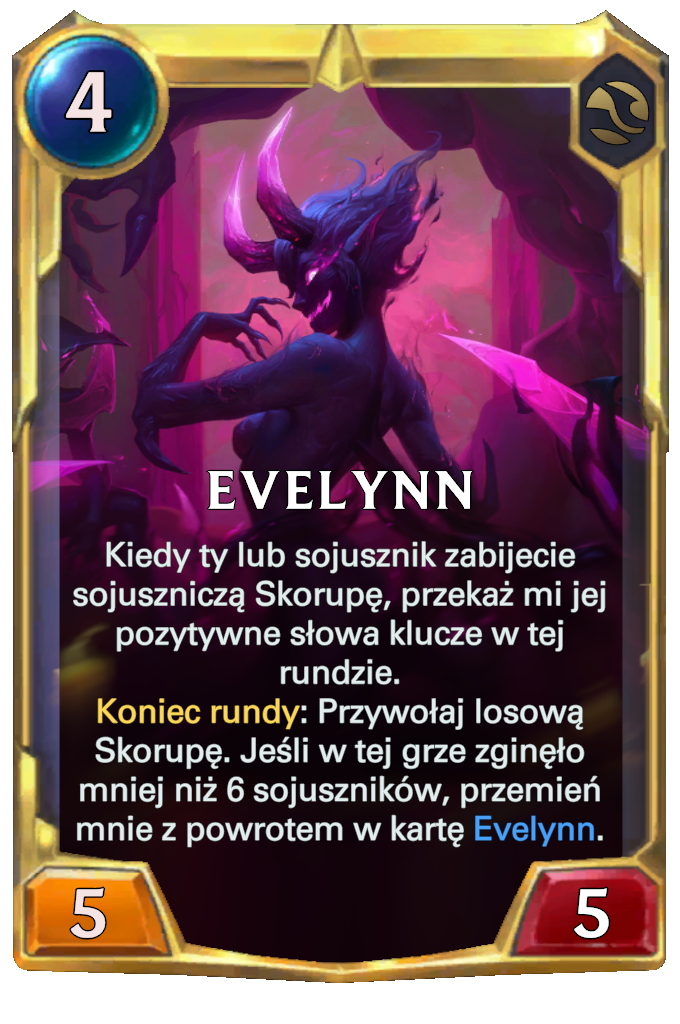 4
EVELYNN
Kiedy ty lub sojusznik zabijecie
sojuszniczą Skorupę, przekaż mi jej
pozytywne słowa klucze w tej
rundzie.
Koniec rundy: Przywołaj losową
Skorupę. Jeśli w tej grze zginęło
mniej niż 6 sojuszników, przemień
mnie z powrotem w kartę Evelynn.
5
5